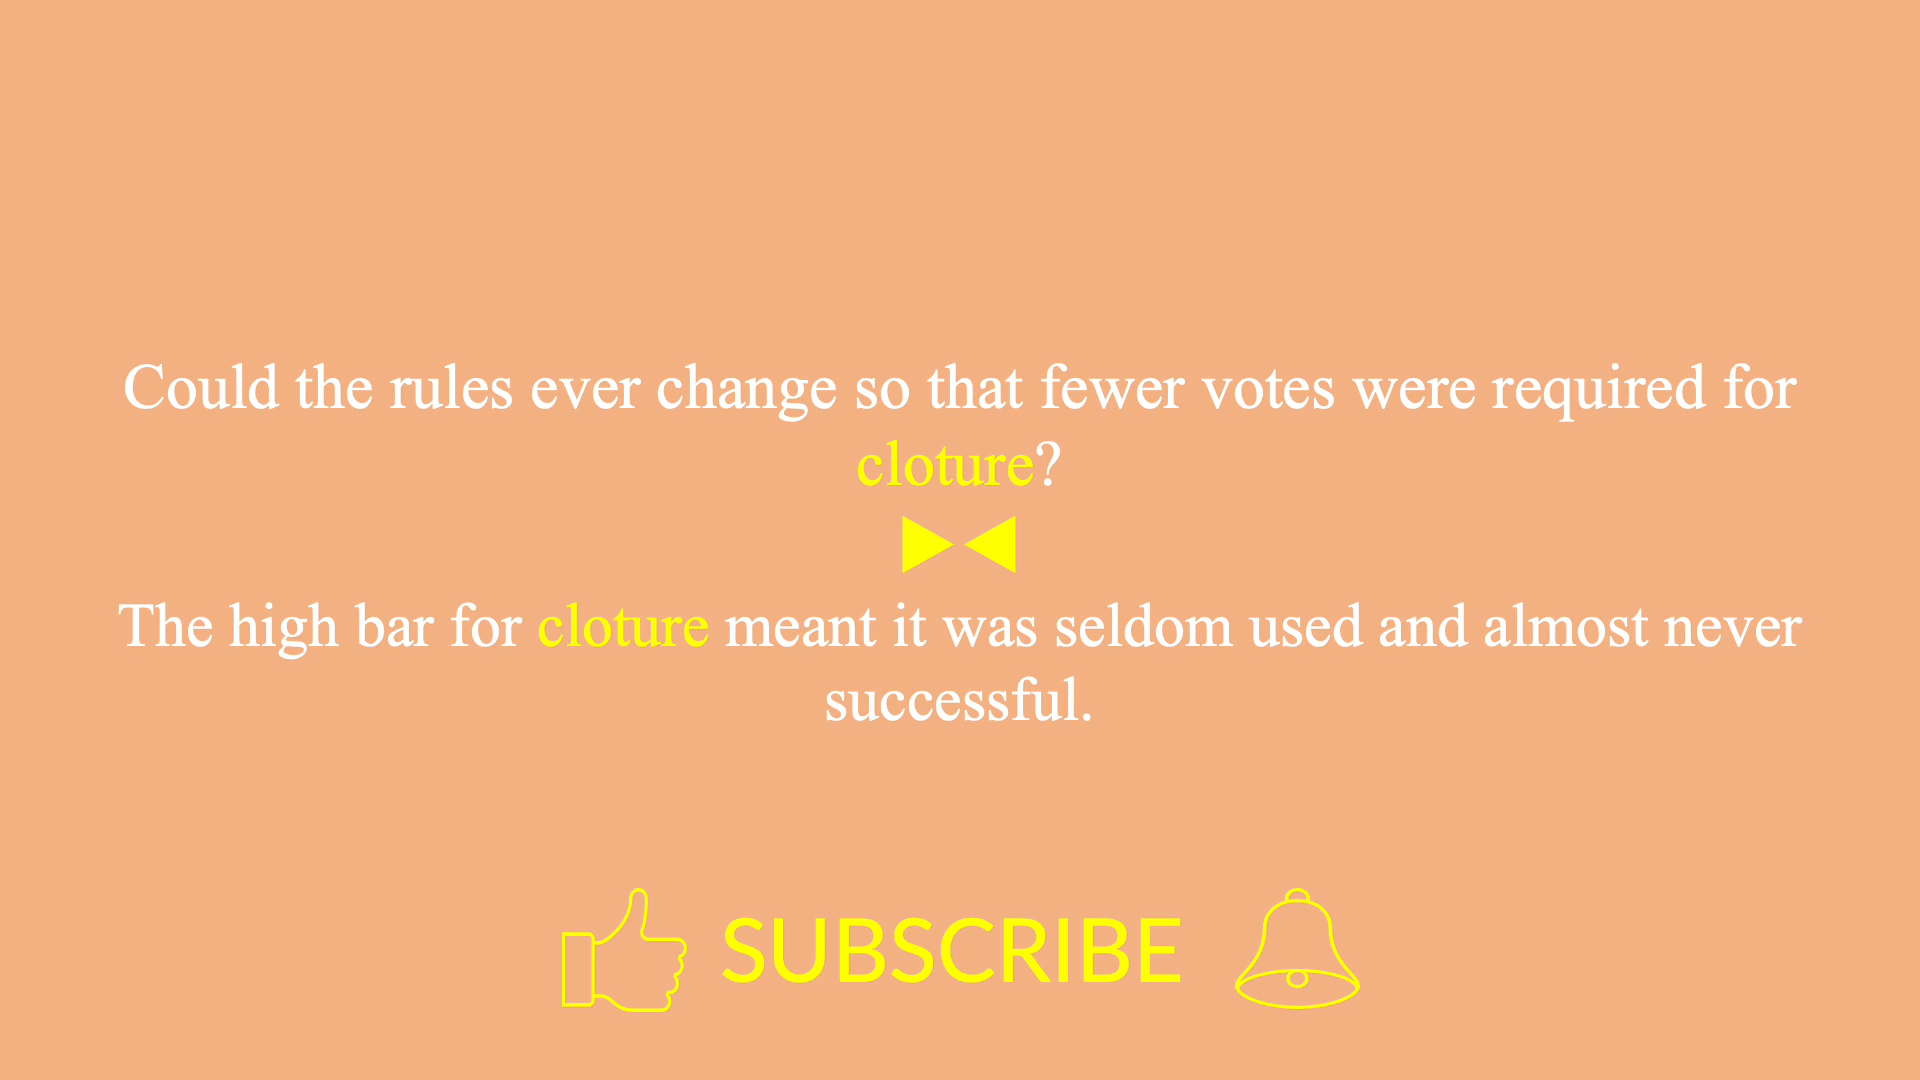 Could the rules ever change so that fewer votes were required for
cloture?
The high bar for cloture meant it was seldom used and almost never
successful.
SUBSCRIBE